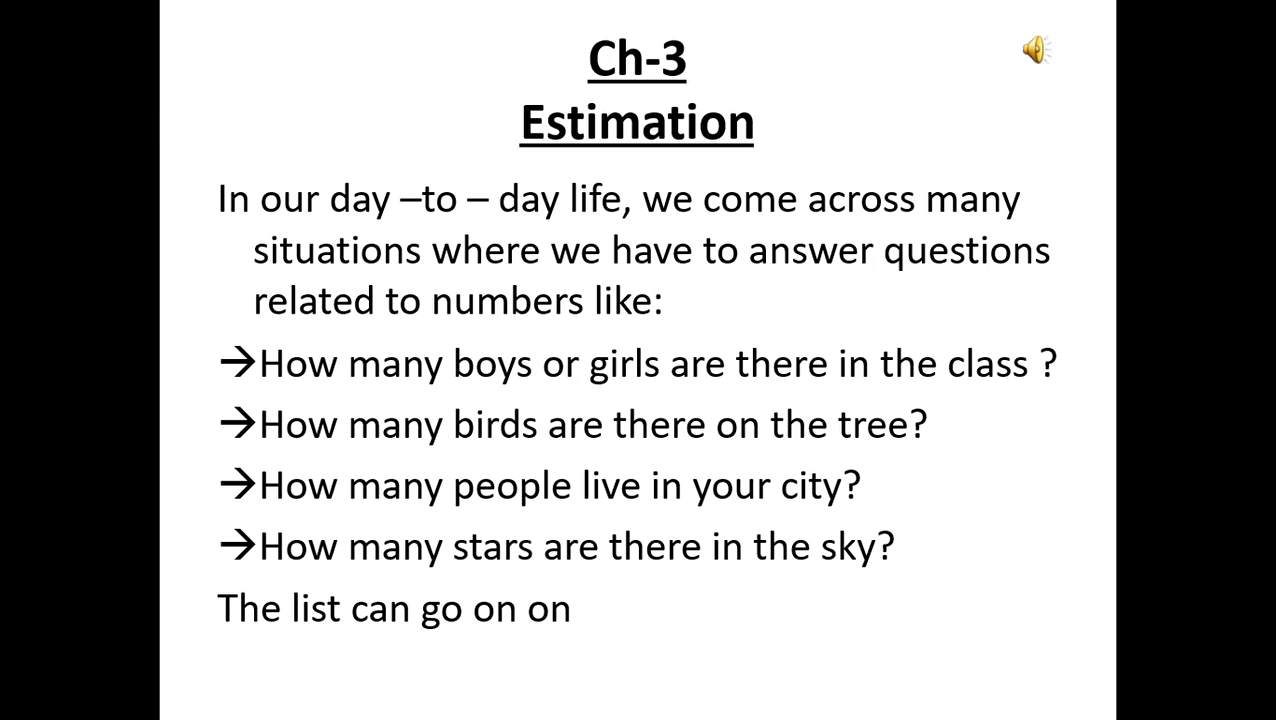 Ch-3
Estimation
In our day –to – day life, we come across many
situations where we have to answer questions
related to numbers like:
→How many boys or girls are there in the class ?
→How many birds are there on the tree?
→How many people live in your city?
→How many stars are there in the sky?
The list can go on on